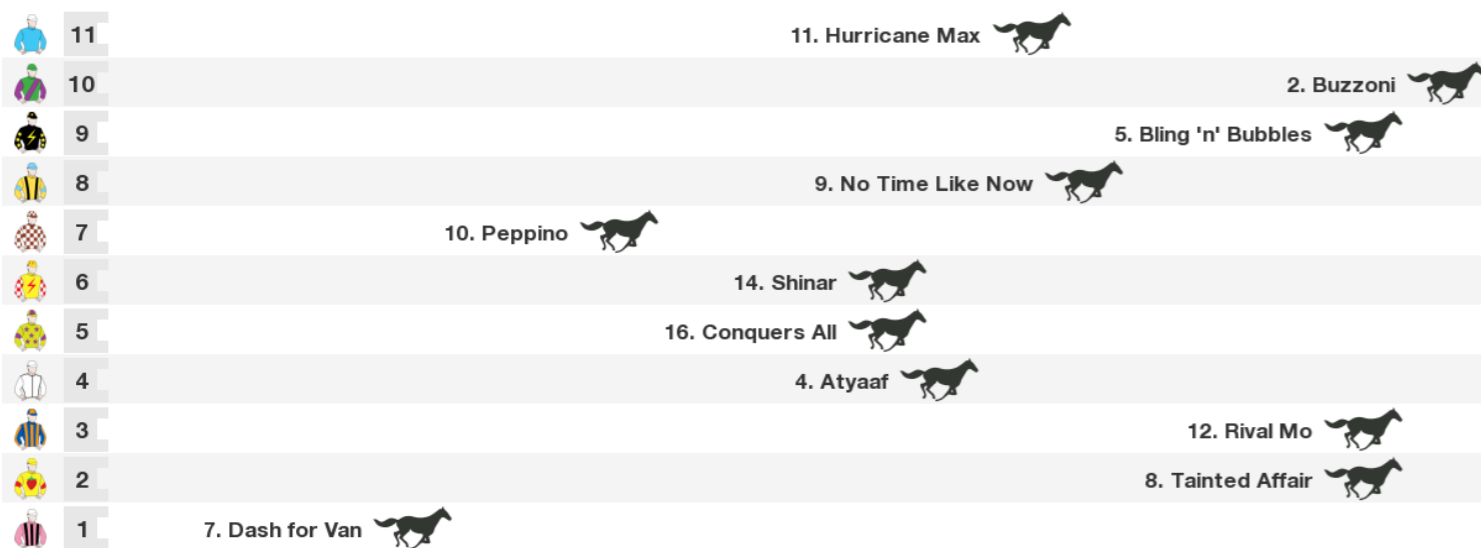 11 11. Hurricane Max
10 2. Buzzoni
9 5. Bling 'n' Bubbles
8 9. No Time Like Now
7 10. Peppino
6 14. Shinar
5 16. Conquers All
4 4. Atyaaf
3 12. Rival Mo
2 8. Tainted Affair
1 7. Dash for Van